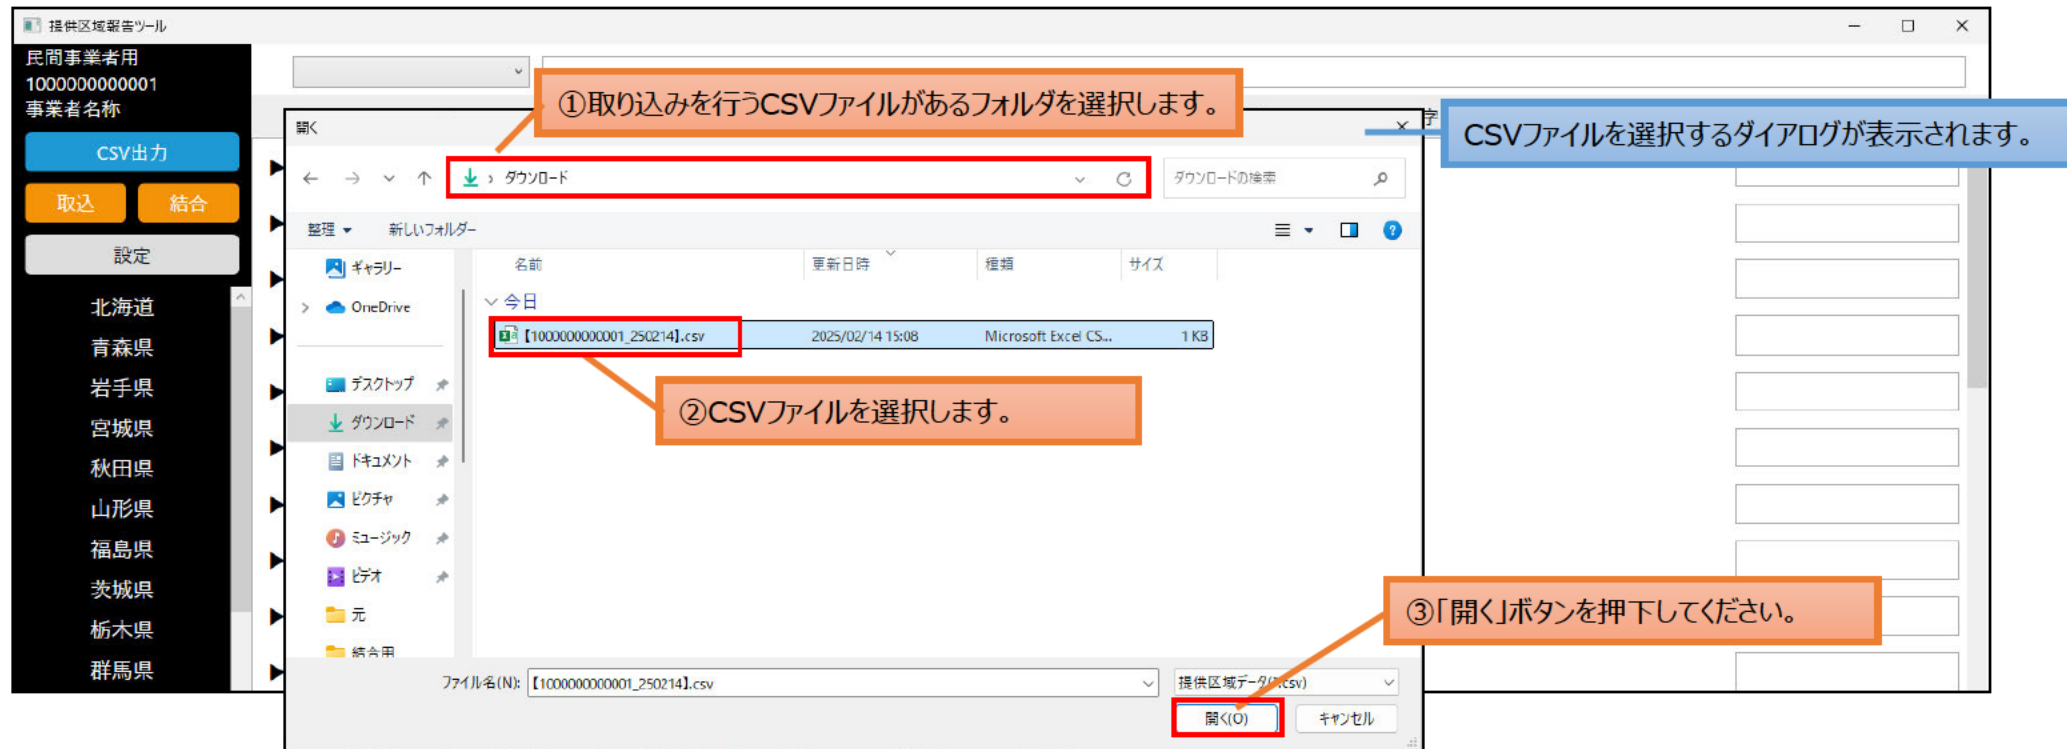 提供区域報告ツール
民間事業者用
1000000000001
事業者名称
CSV出力
取込
結合
設定
北海道
青森県
岩手県
宮城県
秋田県
山形県
福島県
茨城県
栃木県
群馬県
①取り込みを行うCSVファイルがあるフォルダを選択します。
字
CSVファイルを選択するダイアログが表示されます。
開く
ダウンロード
ダウンロードの検索
整理
新しいフォルダー
ギャラリー
OneDrive
デスクトップ
ダウンロード
ドキュメント
ピクチャ
ミュージック
ビデオ
元
結合用
名前
更新日時
種類
サイズ
今日
【1000000000001_250214】.csv
2025/02/14 15:08
Microsoft Excel CS...
1 KB
②CSVファイルを選択します。
③「開く」ボタンを押下してください。
ファイル名(N):
【1000000000001_250214】.csv
提供区域データ(*.csv)
開く(O)
キャンセル